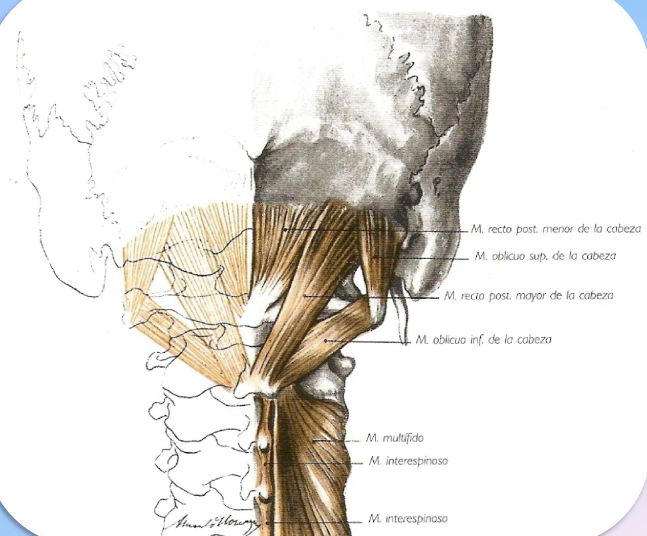 M. recto post. menor de la cabeza
M. oblicuo sup. de la cabeza
M. recto post. mayor de la cabeza
M. oblicuo inf. de la cabeza
M. multífido
M. interespinoso
M. interespinoso